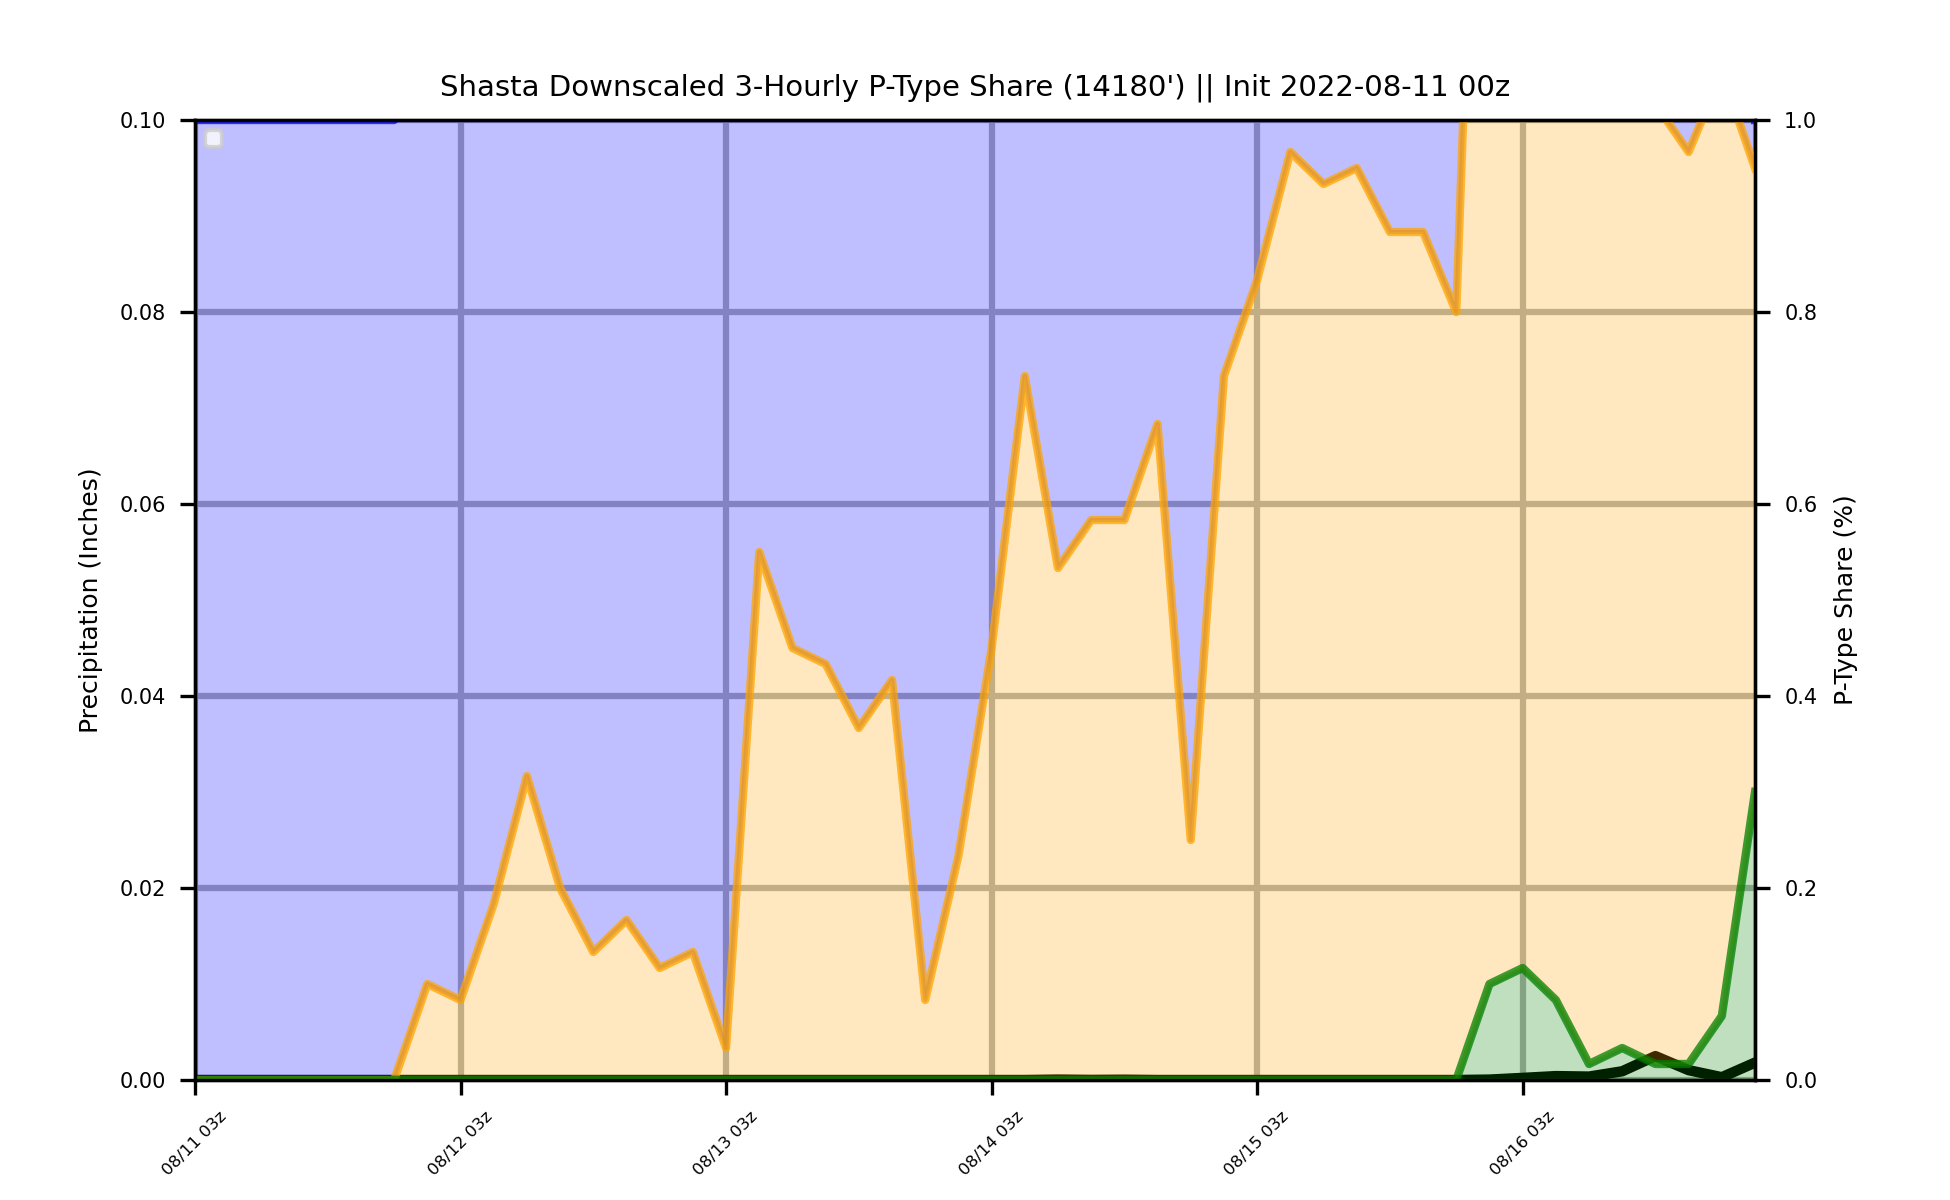 Shasta Downscaled 3-Hourly P-Type Share (14180') || Init 2022-08-11 00z
0.10
0.08
0.06
0.04
0.02
0.00
Precipitation (Inches)
1.0
0.8
0.6
0.4
0.2
0.0
P-Type Share (%)
08/11 03z
08/12 03z
08/13 03z
08/14 03z
08/15 03z
08/16 03z